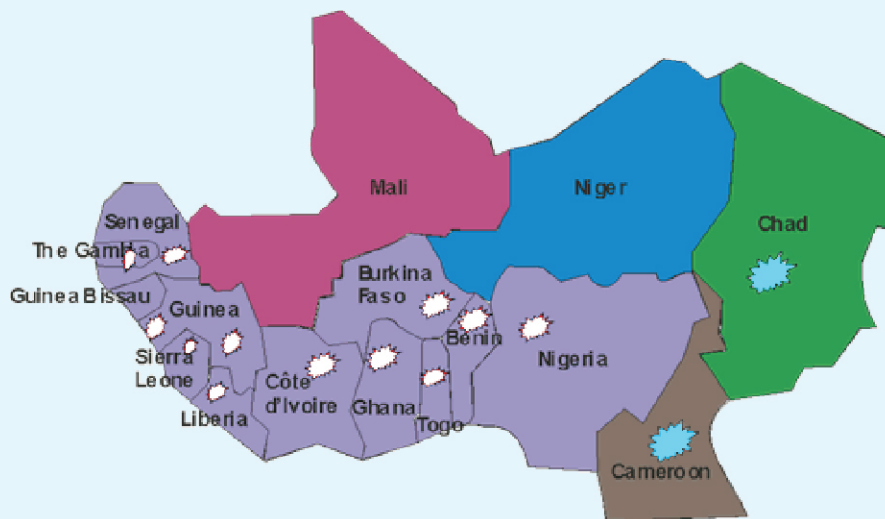 Mali
Niger
Chad
Senegal
The Gambia
Guinea Bissau
Guinea
Burkina
Faso
Benin
Nigeria
Sierra
Leone
Liberia
Côte
d'Ivoire
Ghana
Togo
Cameroon